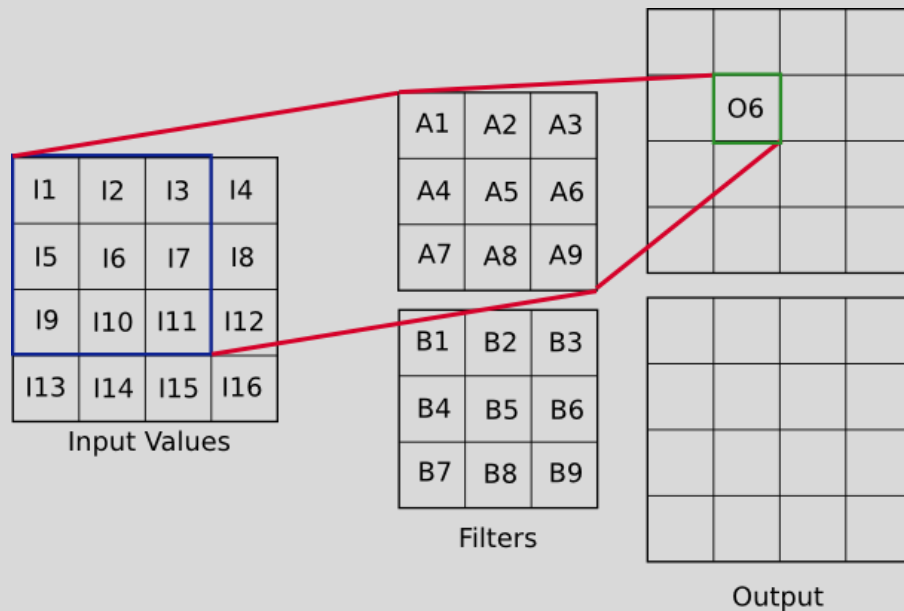 O6
A1 A2 A3
A4 A5 A6
A7 A8 A9
I1 I2 I3 I4
I5 I6 I7 I8
I9 I10 I11 I12
I13 I14 I15 I16
Input Values
B1 B2 B3
B4 B5 B6
B7 B8 B9
Filters
Output